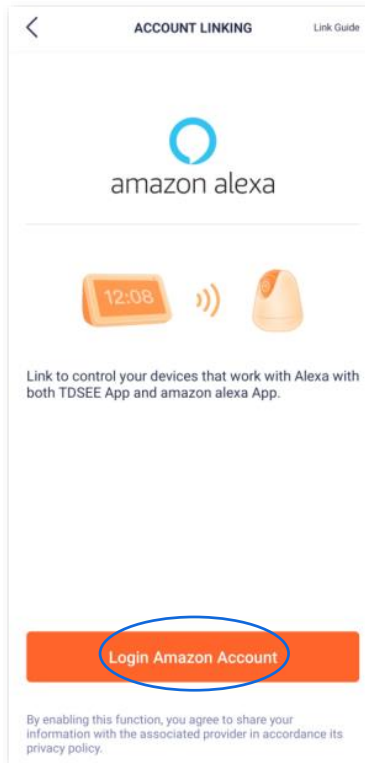 ACCOUNT LINKING Link Guide
amazon alexa
12:08
Link to control your devices that work with Alexa with
both TDSEE App and amazon alexa App.
Login Amazon Account
By enabling this function, you agree to share your
information with the associated provider in accordance its
privacy policy.